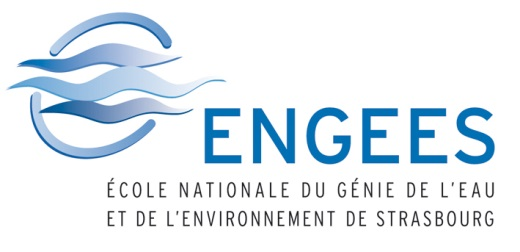 ENGEES
ÉCOLE NATIONALE DU GÉNIE DE L'EAU
ET DE L'ENVIRONNEMENT DE STRASBOURG